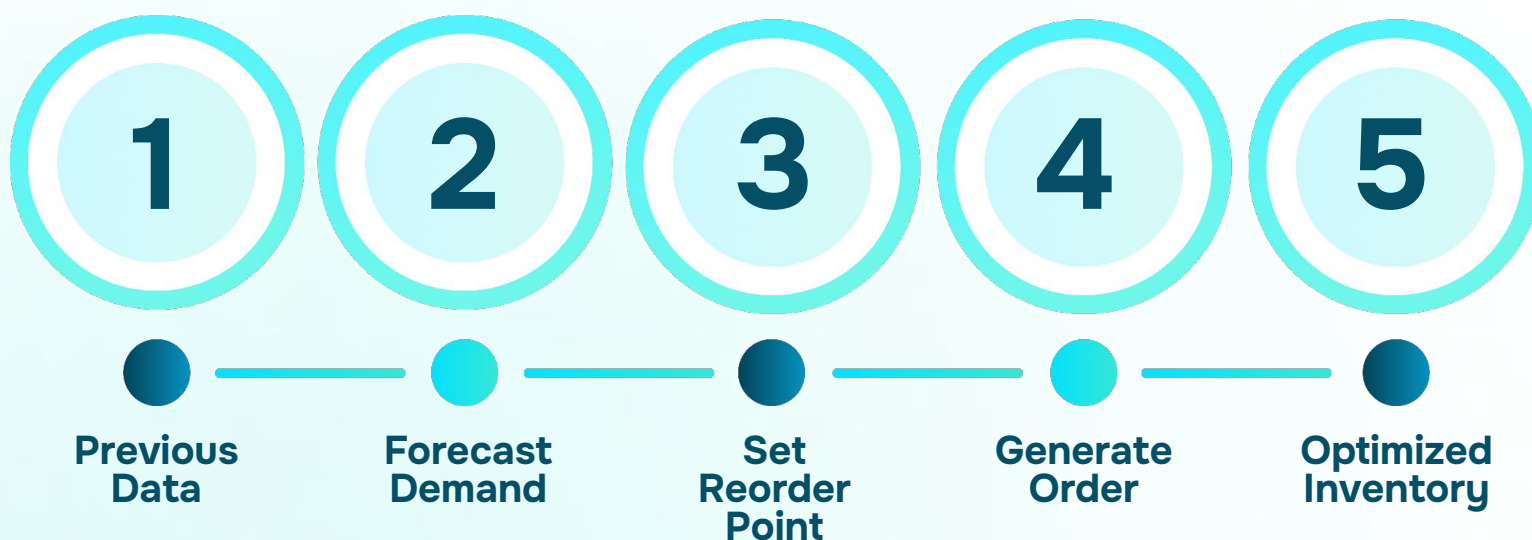 1
2
3
4
5
Previous
Data
Forecast
Demand
Set
Reorder
Point
Generate
Order
Optimized
Inventory